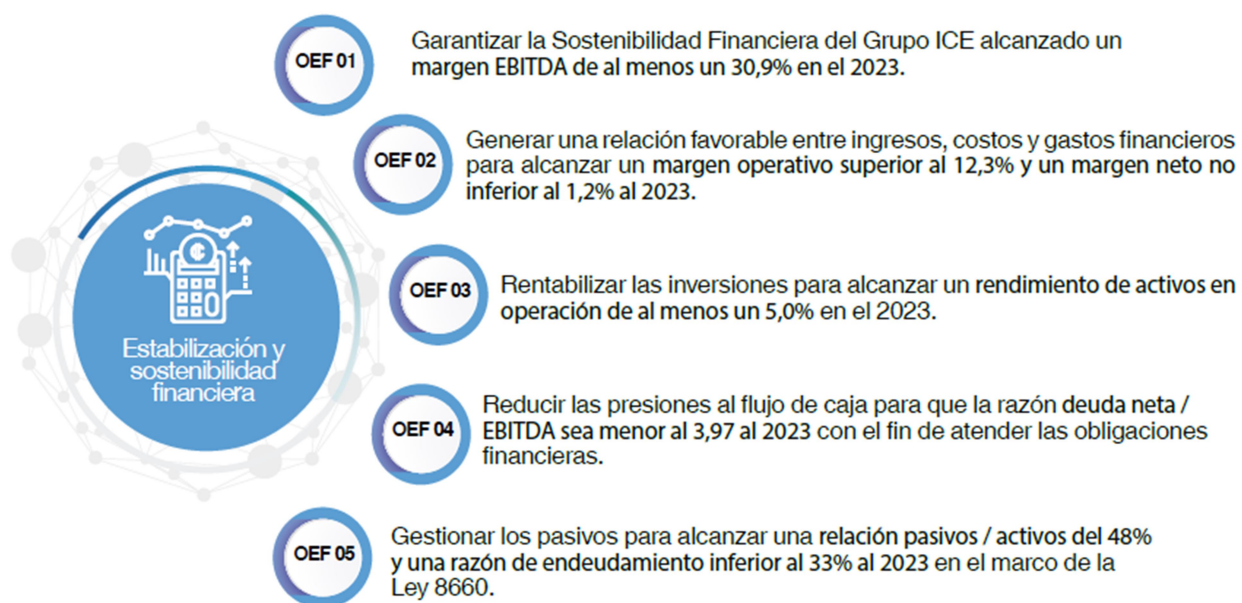 OEF 01
Garantizar la Sostenibilidad Financiera del Grupo ICE alcanzado un
margen EBITDA de al menos un 30,9% en el 2023.
OEF 02
Generar una relación favorable entre ingresos, costos y gastos financieros
para alcanzar un margen operativo superior al 12,3% y un margen neto no
inferior al 1,2% al 2023.
Estabilización y
sostenibilidad
financiera
OEF 03
Rentabilizar las inversiones para alcanzar un rendimiento de activos en
operación de al menos un 5,0% en el 2023.
OEF 04
Reducir las presiones al flujo de caja para que la razón deuda neta /
EBITDA sea menor al 3,97 al 2023 con el fin de atender las obligaciones
financieras.
OEF 05
Gestionar los pasivos para alcanzar una relación pasivos / activos del 48%
y una razón de endeudamiento inferior al 33% al 2023 en el marco de la
Ley 8660.